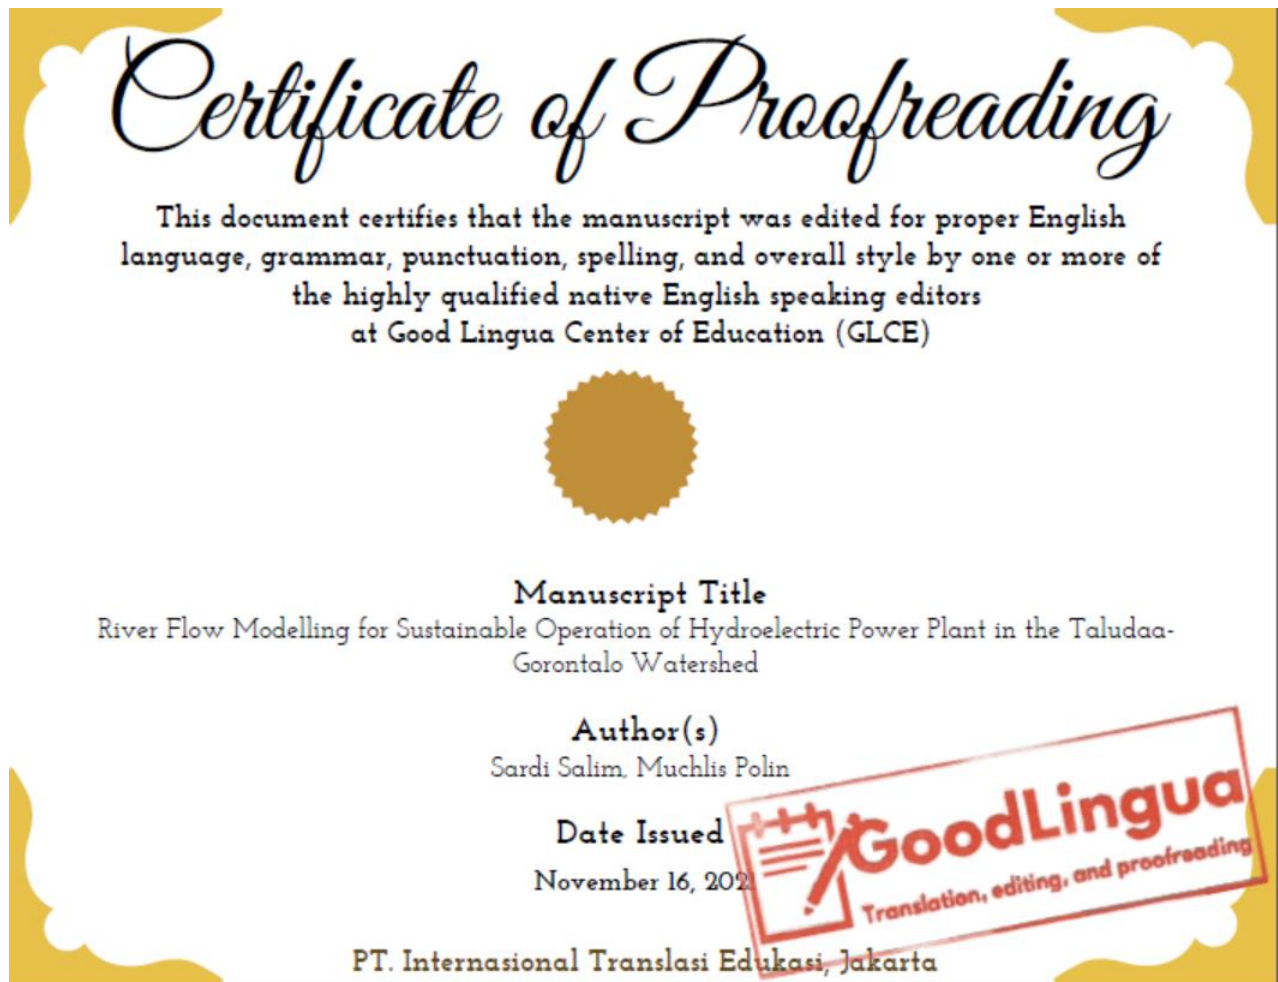 Certificate of Proofreading
This document certifies that the manuscript was edited for proper English
language, grammar, punctuation, spelling, and overall style by one or more of
the highly qualified native English speaking editors
at Good Lingua Center of Education (GLCE)
Manuscript Title
River Flow Modelling for Sustainable Operation of Hydroelectric Power Plant in the Taludaa-
Gorontalo Watershed
Author(s)
Sardi Salim, Muchlis Polin
Date Issued
November 16,
GoodLingua
Translation, editing, and proofreading
PT. Internasional Translasi Edukasi, Jakarta